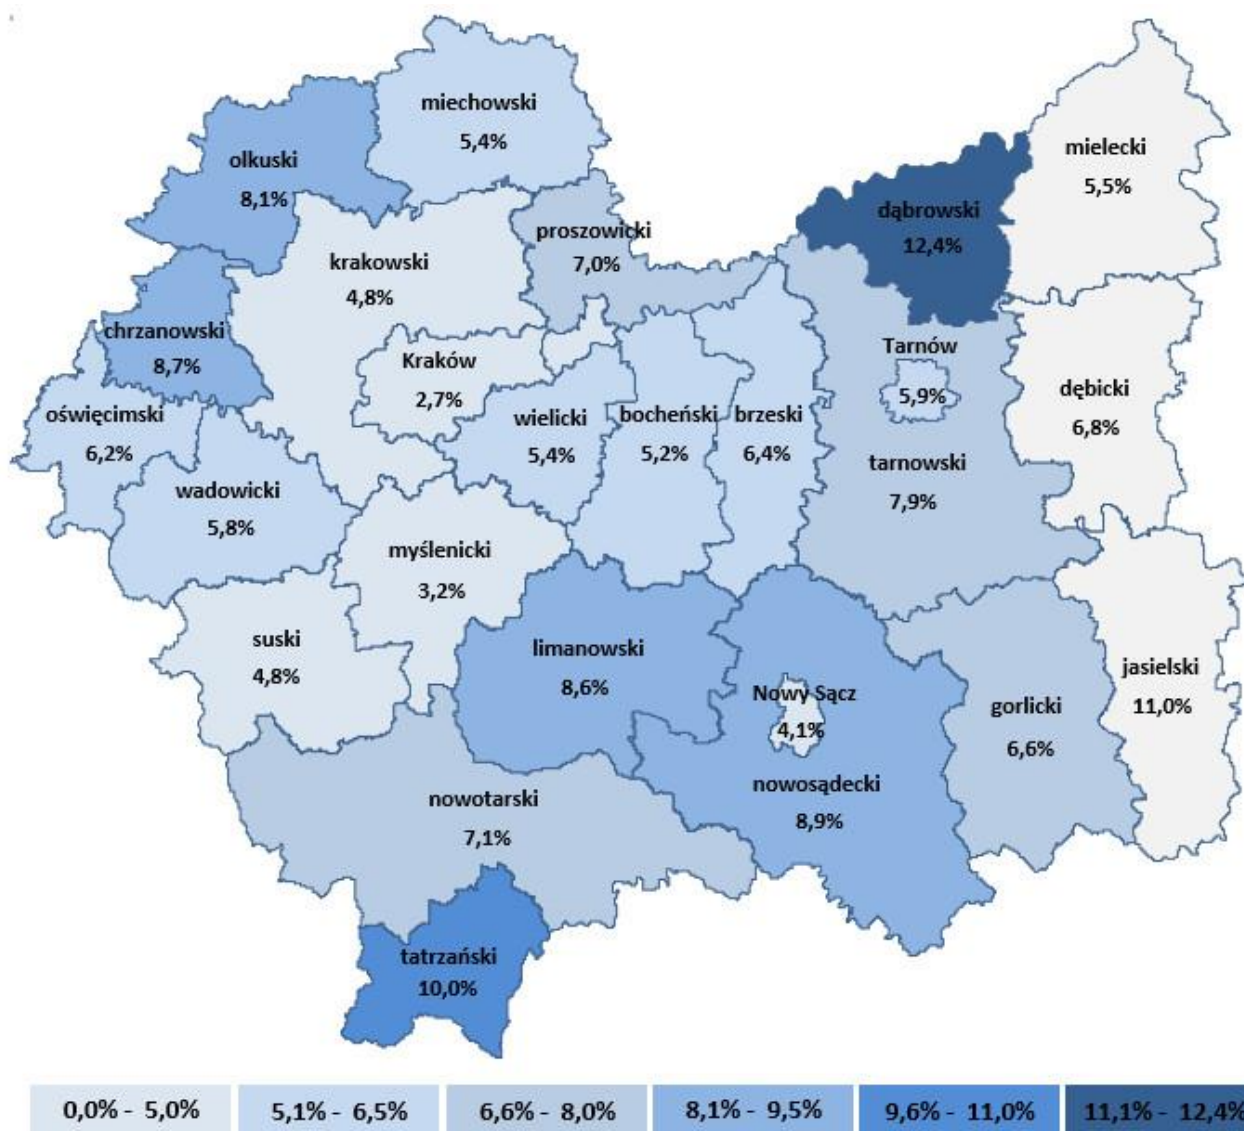 miechowski
5,4%
olkuski
8,1%
mielecki
5,5%
dąbrowski
12,4%
proszowicki
7,0%
krakowski
4,8%
chrzanowski
8,7%
Kraków
2,7%
Tarnów
5,9%
oświęcimski
6,2%
wielicki
5,4%
bocheński
5,2%
brzeski
6,4%
dębicki
6,8%
tarnowski
7,9%
wadowicki
5,8%
myślenicki
3,2%
suski
4,8%
limanowski
8,6%
Nowy Sącz
4,1%
jasielski
11,0%
gorlicki
6,6%
nowosądecki
8,9%
nowotarski
7,1%
tatrzański
10,0%
0,0% - 5,0%
5,1% - 6,5%
6,6% - 8,0%
8,1% - 9,5%
9,6% - 11,0%
11,1% - 12,4%